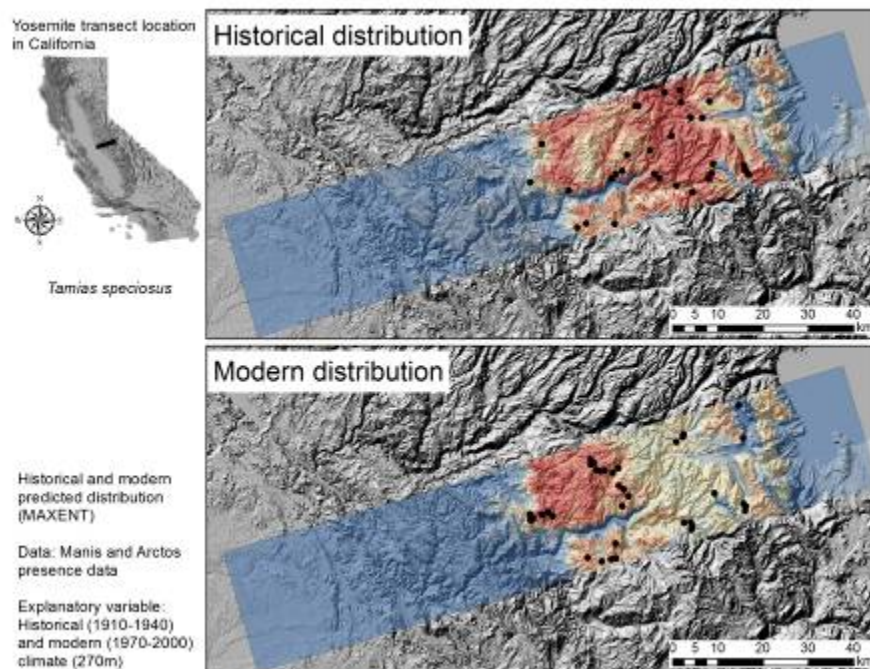 Yosemite transect location
in California
Tamias speciosus
Historical distribution
0 5 10 20 30 40
km
Modern distribution
Historical and modern
predicted distribution
(MAXENT)
Data: Manis and Arctos
presence data
Explanatory variable:
Historical (1910-1940)
and modern (1970-2000)
climate (270m)
0 5 10 20 30 40
km